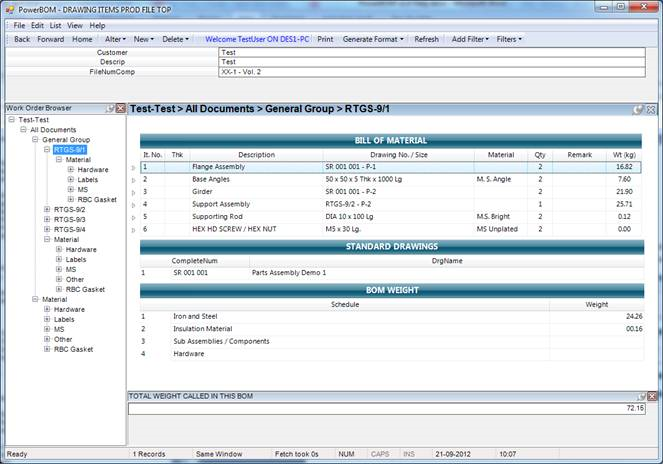 PowerBOM - DRAWING ITEMS PROD FILE TOP
File Edit List View Help
Back Forward Home Alter New Delete Welcome TestUser ON DES1-PC Print Generate Format Refresh Add Filter Filters
Customer Test
Descrip Test
FileNumComp XX-1 - Vol. 2
Work Order Browser
Test-Test
All Documents
General Group
RTGS-9/1
Material
Hardware
Labels
MS
RBC Gasket
RTGS-9/2
RTGS-9/3
RTGS-9/4
Material
Hardware
Labels
MS
Other
RBC Gasket
Material
Hardware
Labels
MS
Other
RBC Gasket
Test-Test > All Documents > General Group > RTGS-9/1
BILL OF MATERIAL
It. No. Thk Description Drawing No. / Size Material Qty Remark Wt (kg)
1 Flange Assembly SR 001 001 - P-1 2 16.82
2 Base Angles 50 x 50 x 5 Thk x 1000 Lg M.S. Angle 2 7.60
3 Girder SR 001 001 - P-2 2 21.90
4 Support Assembly RTGS-9/2 - P-2 1 25.71
5 Supporting Rod DIA 10 x 100 Lg M.S. Bright 2 0.12
6 HEX HD SCREW / HEX NUT M5 x 30 Lg. MS Unplated 2 0.00
STANDARD DRAWINGS
CompleteNum DrgName
1 SR 001 001 Parts Assembly Demo 1
BOM WEIGHT
Schedule Weight
1 Iron and Steel 24.26
2 Insulation Material 00.16
3 Sub Assemblies / Components
4 Hardware
TOTAL WEIGHT CALLED IN THIS BOM
72.15
Ready 1 Records Same Window Fetch took 0s NUM CAPS INS 21-09-2012 10:07